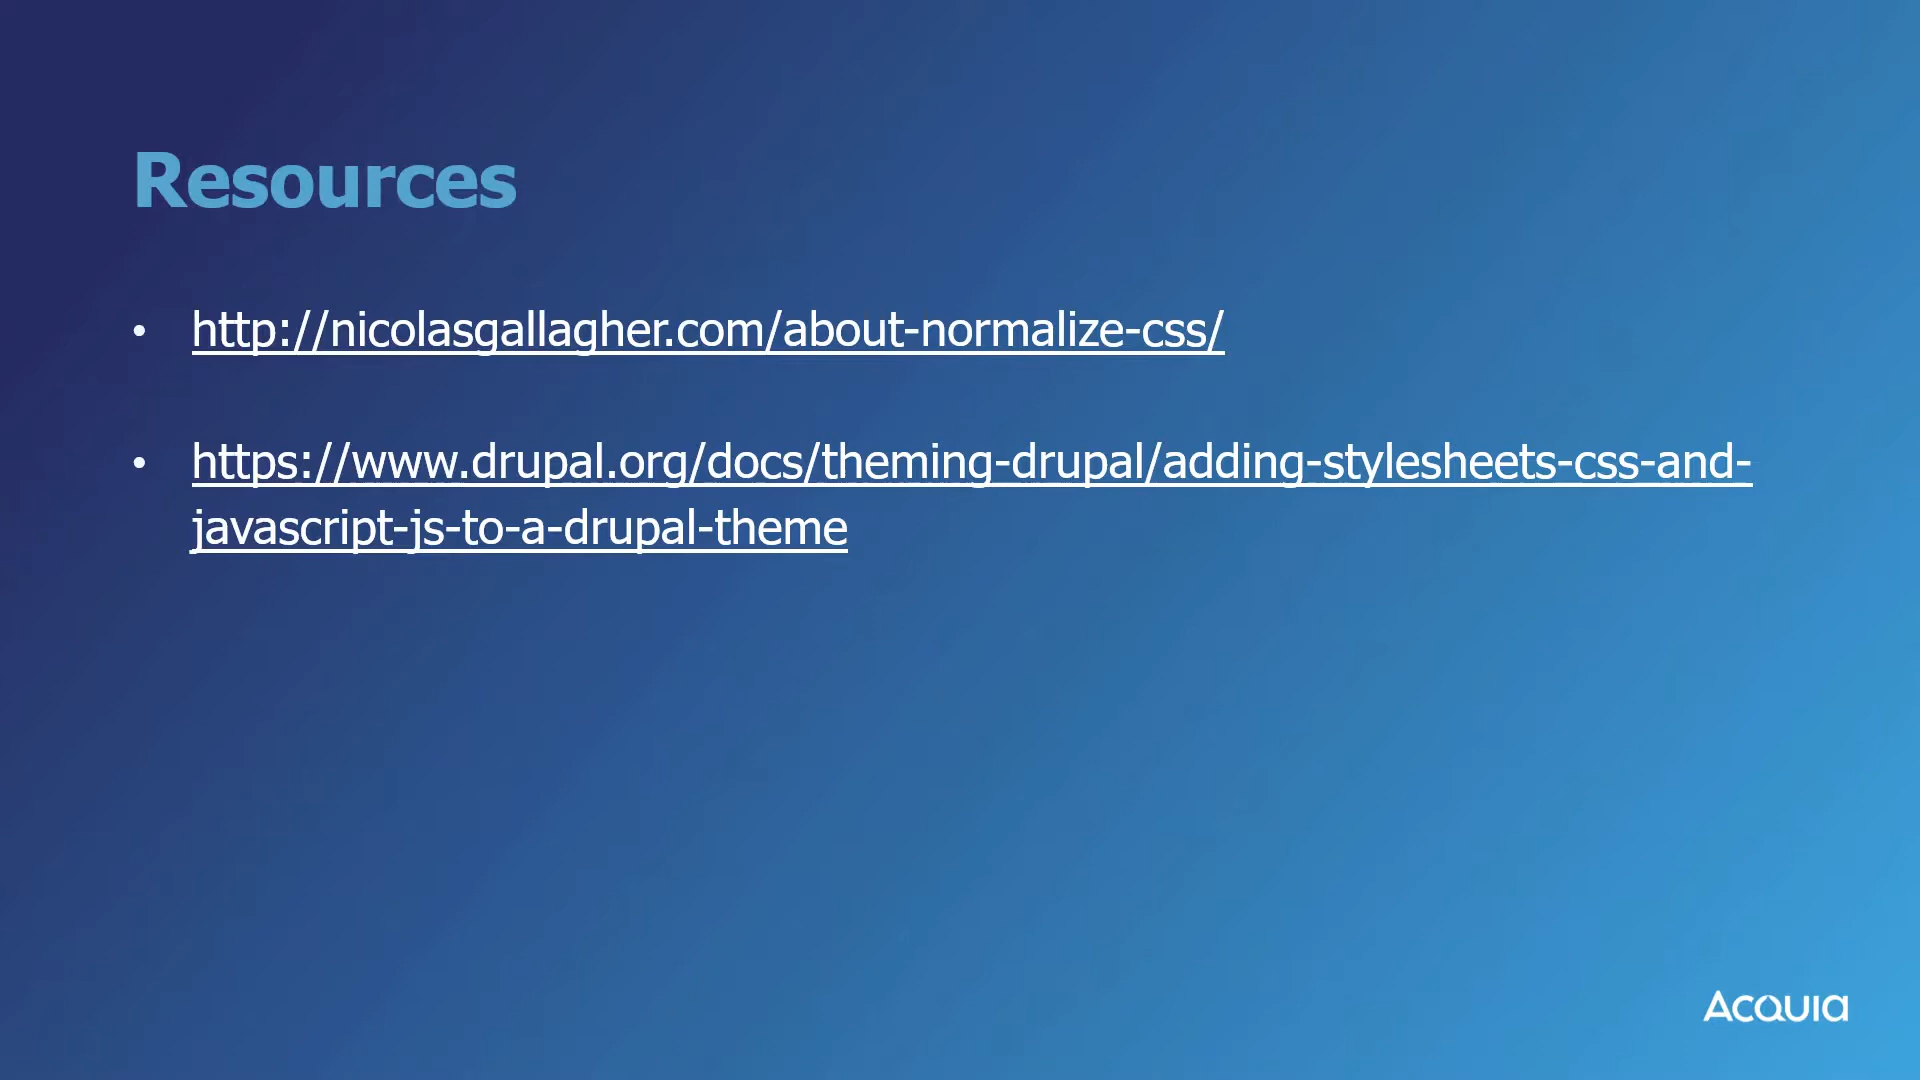 Resources
• http://nicolasgallagher.com/about-normalize-css/
• https://www.drupal.org/docs/theming-drupal/adding-stylesheets-css-and-
javascript-js-to-a-drupal-theme
Acquia